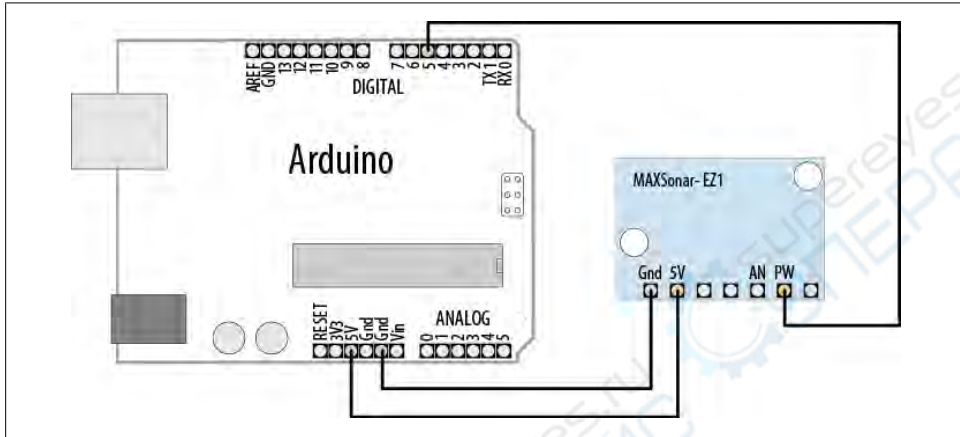 AREF
GND
13
12
11
10
9
8
7
6
5
4
3
2
TX 1
RX 0
DIGITAL
Arduino
MAXSonar- EZ1
Gnd 5V AN PW
ANALOG
RESET
3V3
5V
Gnd
Gnd
Vin
0
1
2
3
4
5
supereyes.ru